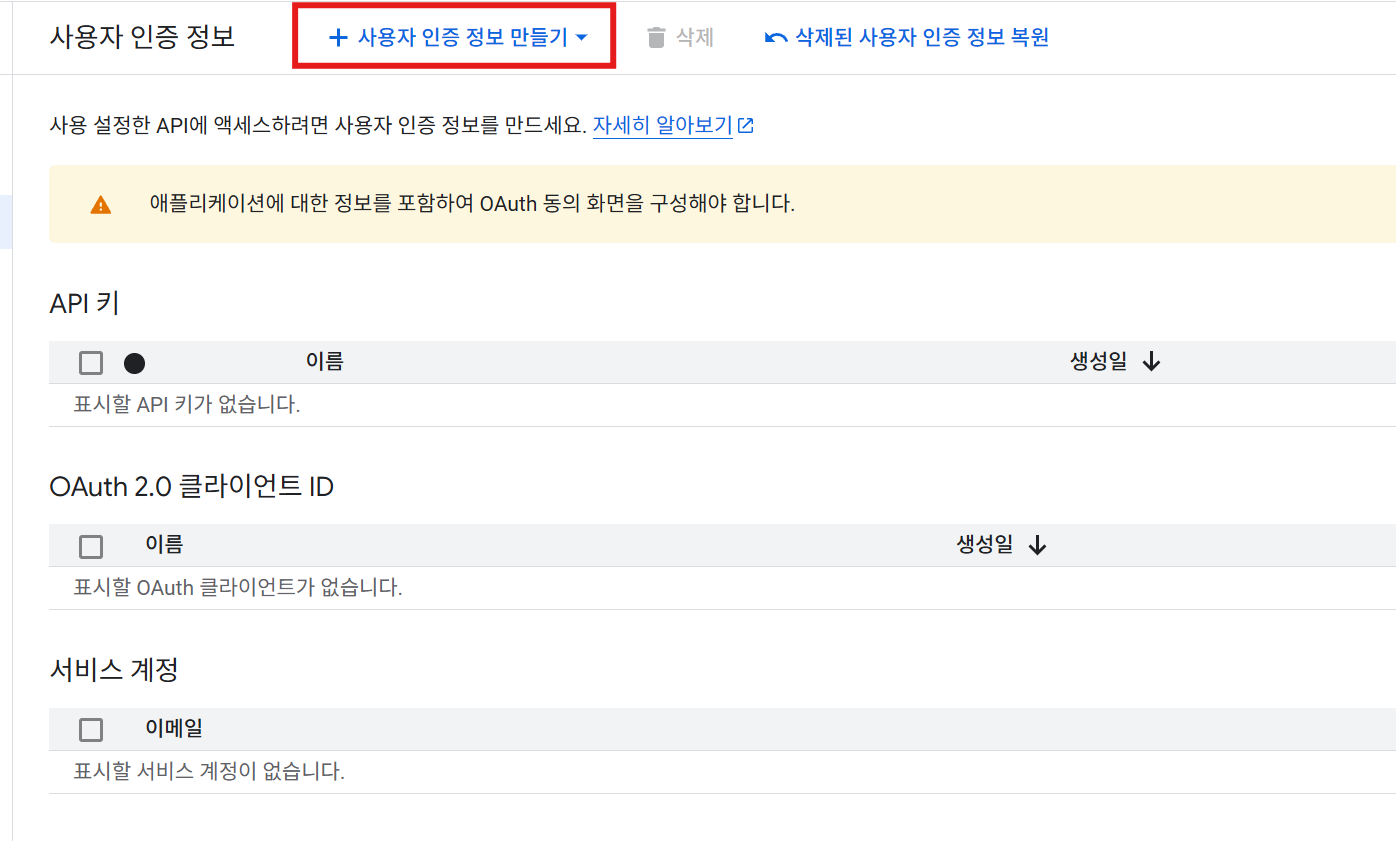 사용자 인증 정보 + 사용자 인증 정보 만들기 삭제 삭제된 사용자 인증 정보 복원
사용 설정한 API에 액세스하려면 사용자 인증 정보를 만드세요. 자세히 알아보기
애플리케이션에 대한 정보를 포함하여 OAuth 동의 화면을 구성해야 합니다.
API 키
이름 생성일
표시할 API 키가 없습니다.
OAuth 2.0 클라이언트 ID
이름 생성일
표시할 OAuth 클라이언트가 없습니다.
서비스 계정
이메일
표시할 서비스 계정이 없습니다.